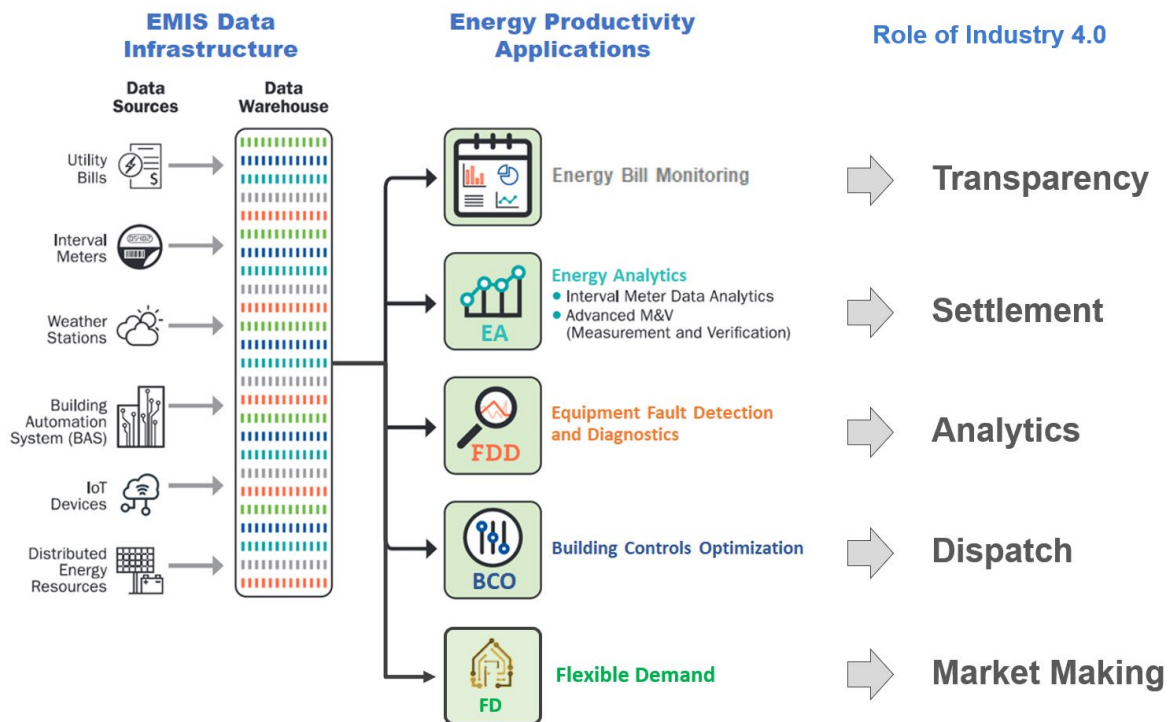 EMIS Data
Infrastructure
Energy Productivity
Applications
Role of Industry 4.0
Data
Sources
Data
Warehouse
Utility
Bills
$
Interval
Meters
Weather
Stations
Building
Automation
System (BAS)
IoT
Devices
Distributed
Energy
Resources
Energy Bill Monitoring
Transparency
EA
Energy Analytics
• Interval Meter Data Analytics
• Advanced M&V
(Measurement and Verification)
Settlement
FDD
Equipment Fault Detection
and Diagnostics
Analytics
BCO
Building Controls Optimization
Dispatch
FD
Flexible Demand
Market Making